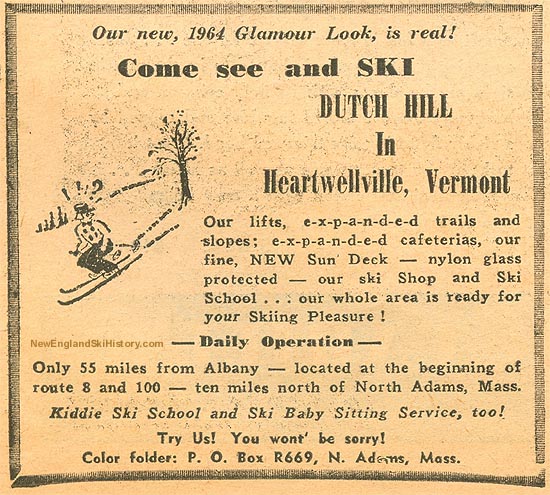 Our new, 1964 Glamour Look, is real!
Come see and SKI
DUTCH HILL
In
Heartwellville, Vermont
! ! ?
Our lifts, e-x-p-a-n-d-e-d trails and
slopes; e-x-p-a-n-d-e-d cafeterias, our
fine, NEW Sun Deck — nylon glass
protected — our ski Shop and Ski
School . . . our whole area is ready for
your Skiing Pleasure !
NewEnglandSkiHistory.com
— Daily Operation —
Only 55 miles from Albany — located at the beginning of
route 8 and 100 — ten miles north of North Adams, Mass.
Kiddie Ski School and Ski Baby Sitting Service, too!
Try Us! You wont' be sorry!
Color folder: P. O. Box R669, N. Adams, Mass.